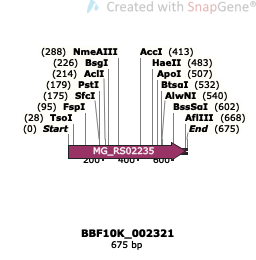 Created with SnapGene®
(288) NmeAIII AccI (413)
(226) BsgI HaeII (483)
(214) AclI ApoI (507)
(179) PstI BtsαI (532)
(175) SfcI AlwNI (540)
(95) FspI BssSαI (602)
(28) TsoI AflIII (668)
(0) Start End (675)
MG_RS02235
200 400 600
BBF10K_002321
675 bp